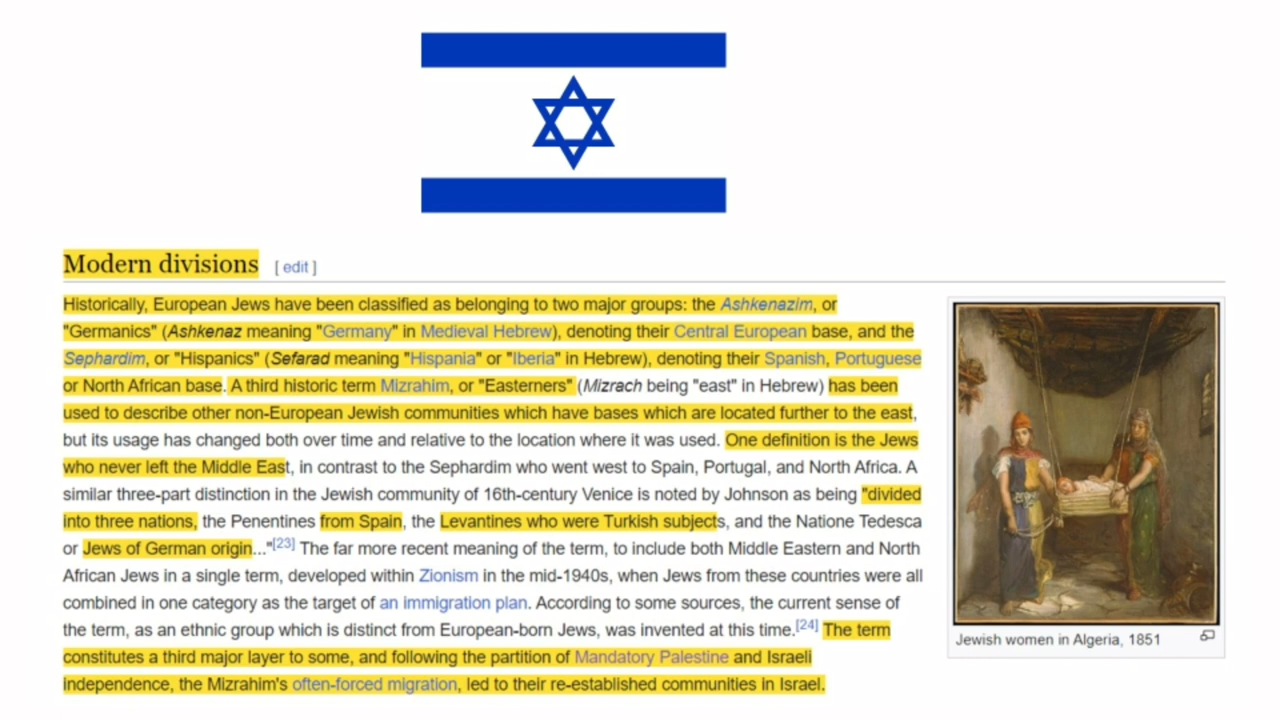 Modern divisions [ edit ]
Historically, European Jews have been classified as belonging to two major groups: the Ashkenazim, or
"Germanics" (Ashkenaz meaning "Germany" in Medieval Hebrew), denoting their Central European base, and the
Sephardim, or "Hispanics" (Sefarad meaning "Hispania" or "Iberia" in Hebrew), denoting their Spanish, Portuguese
or North African base. A third historic term Mizrahim, or "Easterners" (Mizrach being "east" in Hebrew) has been
used to describe other non-European Jewish communities which have bases which are located further to the east,
but its usage has changed both over time and relative to the location where it was used. One definition is the Jews
who never left the Middle East, in contrast to the Sephardim who went west to Spain, Portugal, and North Africa. A
similar three-part distinction in the Jewish community of 16th-century Venice is noted by Johnson as being "divided
into three nations, the Penentines from Spain, the Levantines who were Turkish subjects, and the Natione Tedesca
or Jews of German origin..."[23] The far more recent meaning of the term, to include both Middle Eastern and North
African Jews in a single term, developed within Zionism in the mid-1940s, when Jews from these countries were all
combined in one category as the target of an immigration plan. According to some sources, the current sense of
the term, as an ethnic group which is distinct from European-born Jews, was invented at this time.[24] The term
constitutes a third major layer to some, and following the partition of Mandatory Palestine and Israeli
independence, the Mizrahim's often-forced migration, led to their re-established communities in Israel.
Jewish women in Algeria, 1851